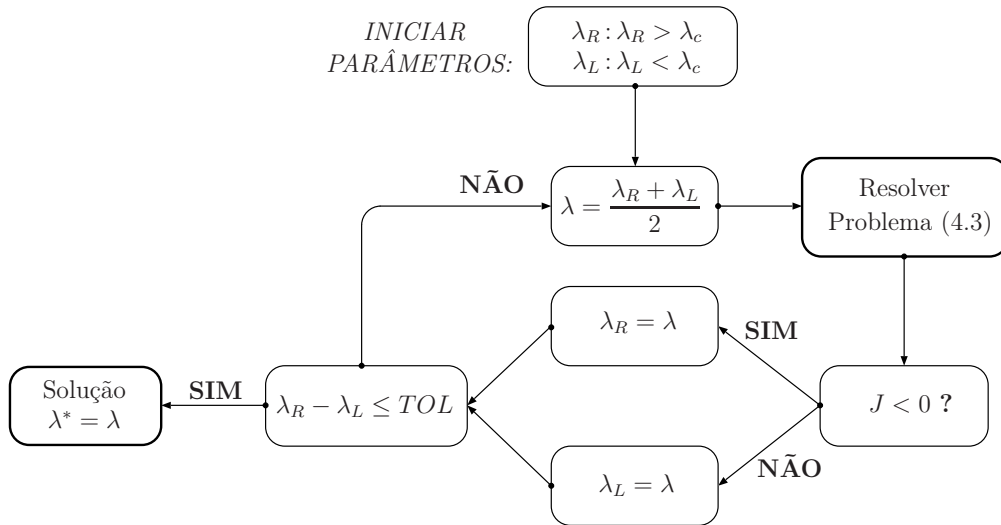 INICIAR
PARÂMETROS:
λ_R : λ_R > λ_c
λ_L : λ_L < λ_c
NÃO
λ = (λ_R + λ_L) / 2
Resolver
Problema (4.3)
λ_R = λ
SIM
Solução
λ* = λ
SIM
λ_R − λ_L ≤ TOL
J < 0 ?
NÃO
λ_L = λ